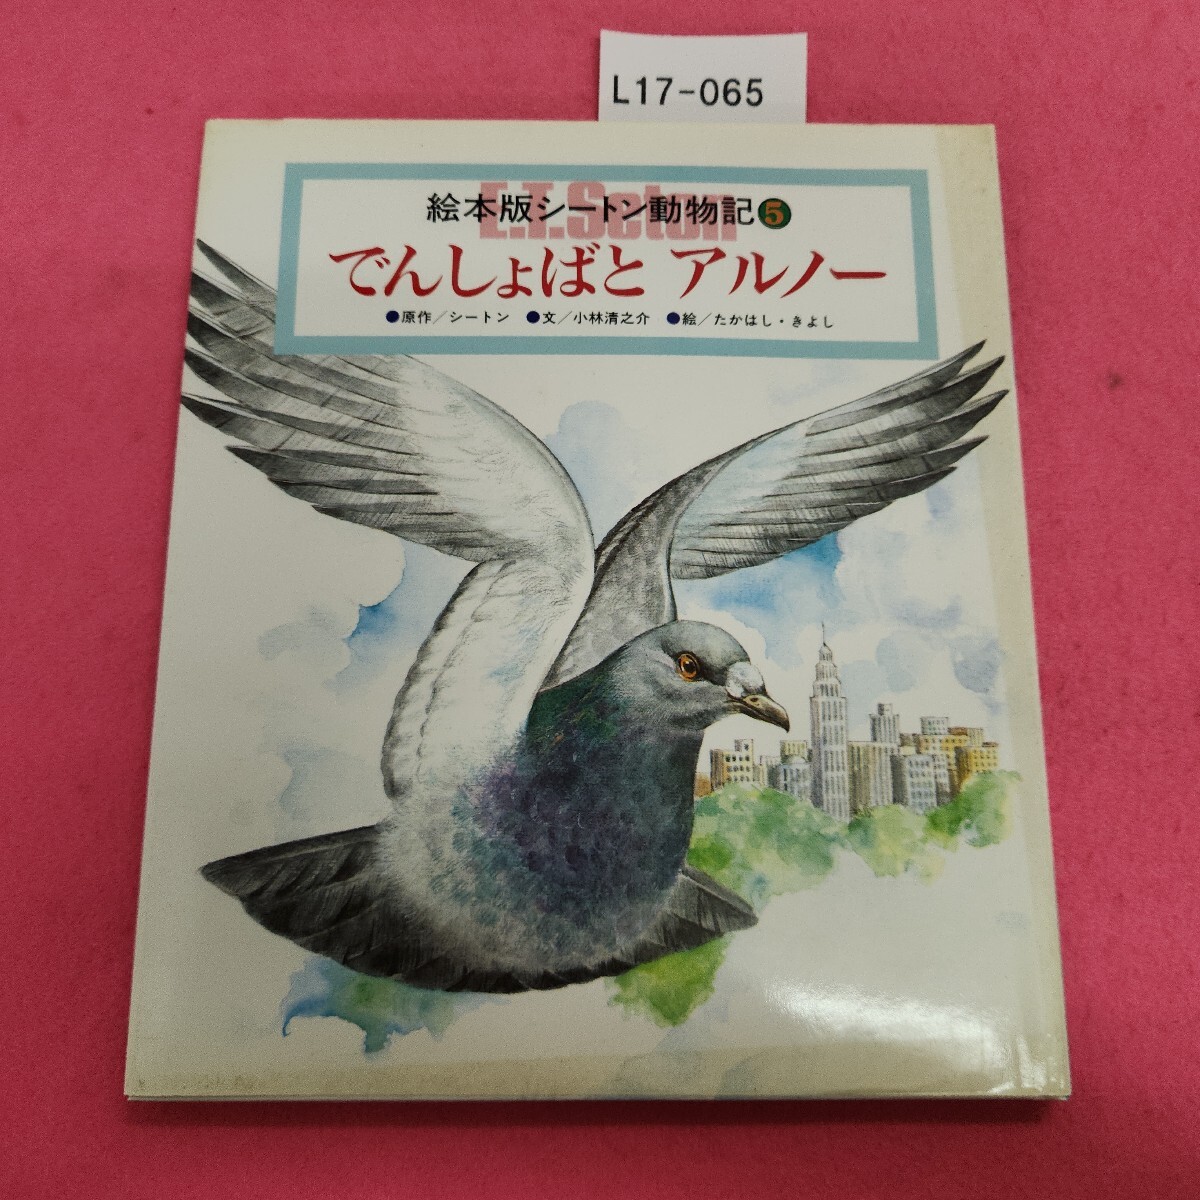 L17-065
E.T.Seton
絵本版シートン動物記5
でんしょばと アルノー
●原作/シートン ●文/小林清之介 ●絵/たかはし・きよし